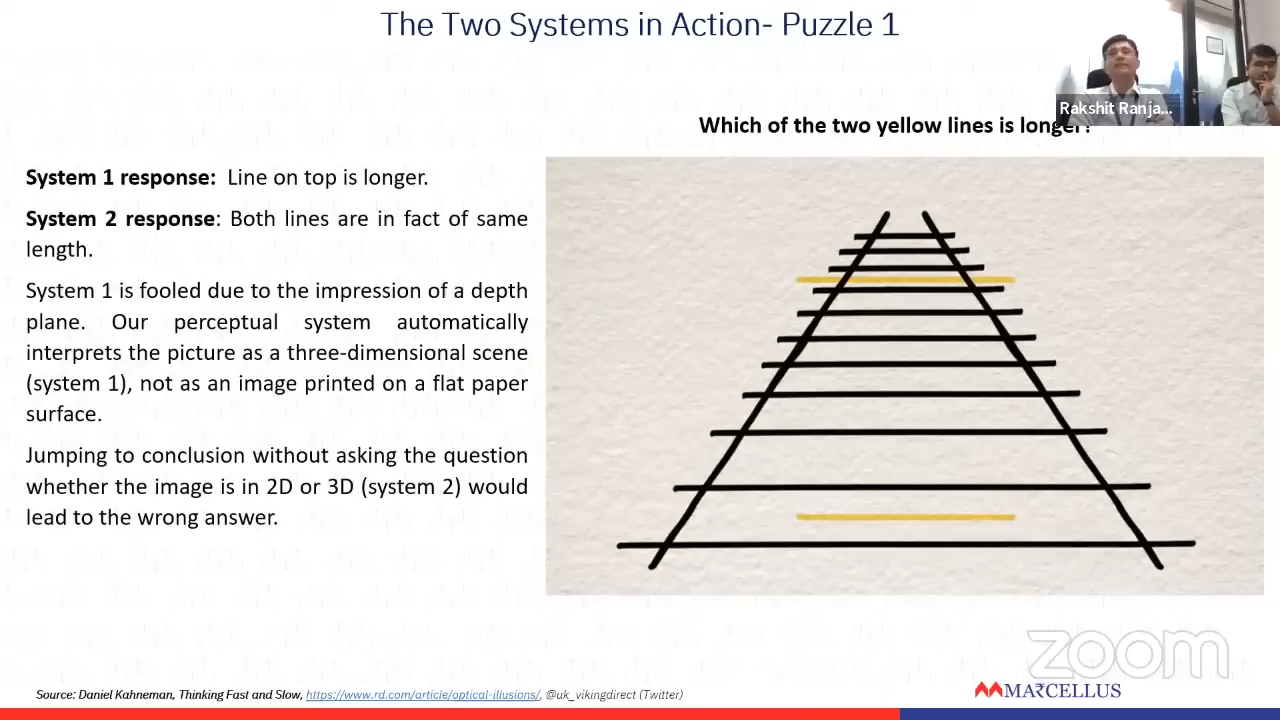 The Two Systems in Action- Puzzle 1
Rakshit Ranja...
Which of the two yellow lines is longer?
System 1 response: Line on top is longer.
System 2 response: Both lines are in fact of same
length.
System 1 is fooled due to the impression of a depth
plane. Our perceptual system automatically
interprets the picture as a three-dimensional scene
(system 1), not as an image printed on a flat paper
surface.
Jumping to conclusion without asking the question
whether the image is in 2D or 3D (system 2) would
lead to the wrong answer.
zoom
Source: Daniel Kahneman, Thinking Fast and Slow, https://www.rd.com/article/optical-illusions/, @uk_vikingdirect (Twitter)
MARCELLUS